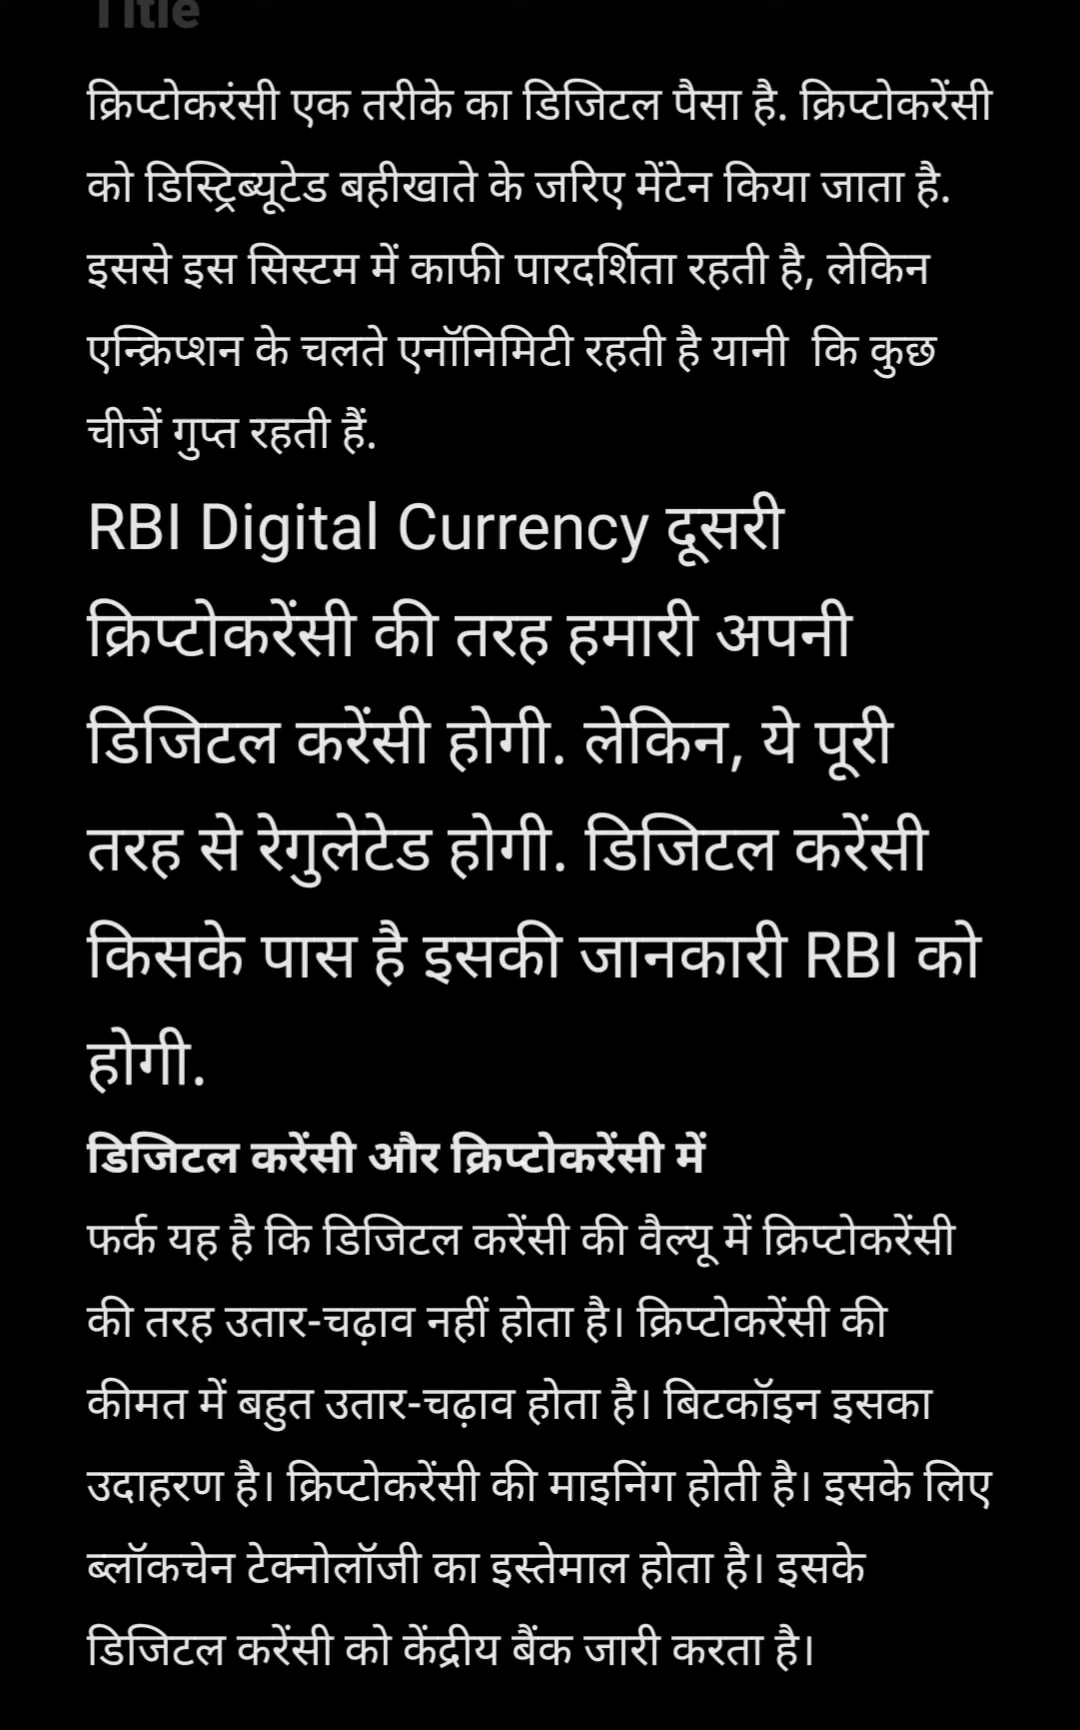 Title
क्रिप्टोकरंसी एक तरीके का डिजिटल पैसा है. क्रिप्टोकरेंसी
को डिस्ट्रिब्यूटेड बहीखाते के जरिए मेंटेन किया जाता है.
इससे इस सिस्टम में काफी पारदर्शिता रहती है, लेकिन
एन्क्रिप्शन के चलते एनॉनिमिटी रहती है यानी  कि कुछ
चीजें गुप्त रहती हैं.
RBI Digital Currency दूसरी
क्रिप्टोकरेंसी की तरह हमारी अपनी
डिजिटल करेंसी होगी. लेकिन, ये पूरी
तरह से रेगुलेटेड होगी. डिजिटल करेंसी
किसके पास है इसकी जानकारी RBI को
होगी.
डिजिटल करेंसी और क्रिप्टोकरेंसी में
फर्क यह है कि डिजिटल करेंसी की वैल्यू में क्रिप्टोकरेंसी
की तरह उतार-चढ़ाव नहीं होता है। क्रिप्टोकरेंसी की
कीमत में बहुत उतार-चढ़ाव होता है। बिटकॉइन इसका
उदाहरण है। क्रिप्टोकरेंसी की माइनिंग होती है। इसके लिए
ब्लॉकचेन टेक्नोलॉजी का इस्तेमाल होता है। इसके
डिजिटल करेंसी को केंद्रीय बैंक जारी करता है।